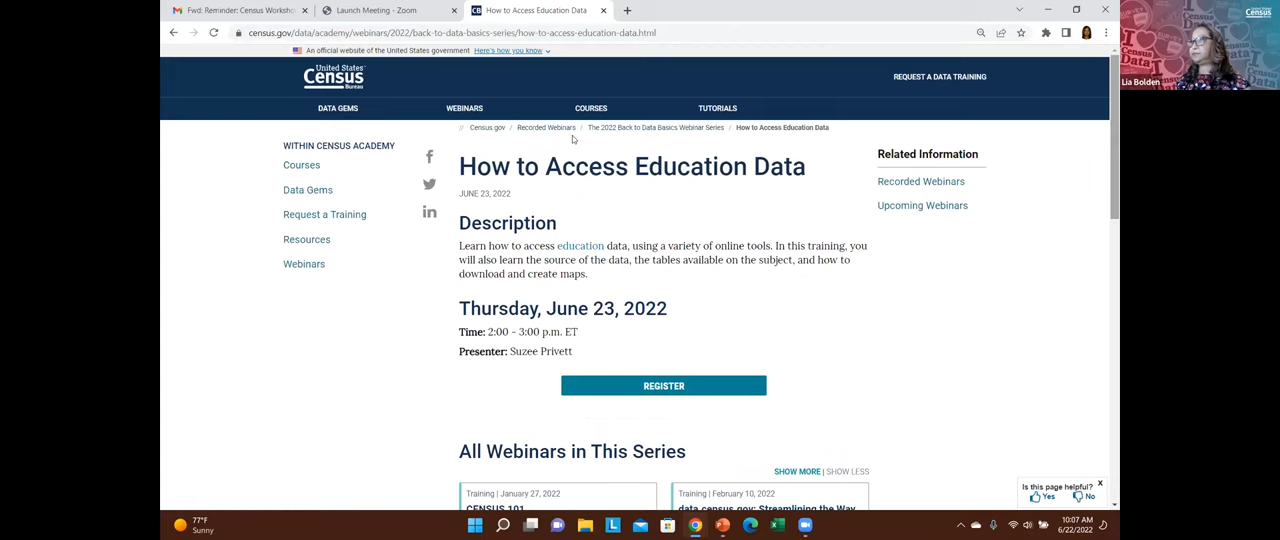 Fwd: Reminder: Census Worksho
Launch Meeting - Zoom
CB How to Access Education Data
census.gov/data/academy/webinars/2022/back-to-data-basics-series/how-to-access-education-data.html
An official website of the United States government Here's how you know
United States®
Census
Bureau
REQUEST A DATA TRAINING
DATA GEMS WEBINARS COURSES TUTORIALS
// Census.gov / Recorded Webinars / The 2022 Back to Data Basics Webinar Series / How to Access Education Data
WITHIN CENSUS ACADEMY
Courses
Data Gems
Request a Training
Resources
Webinars
How to Access Education Data
JUNE 23, 2022
Description
Learn how to access education data, using a variety of online tools. In this training, you
will also learn the source of the data, the tables available on the subject, and how to
download and create maps.
Thursday, June 23, 2022
Time: 2:00 - 3:00 p.m. ET
Presenter: Suzee Privett
REGISTER
All Webinars in This Series
SHOW MORE | SHOW LESS
Training | January 27, 2022
CENSUS 101
Training | February 10, 2022
data.census.gov: Streamlining the Way
Related Information
Recorded Webinars
Upcoming Webinars
Is this page helpful? X
Yes No
77°F
Sunny
10:07 AM
6/22/2022
Census
Lia Bolden